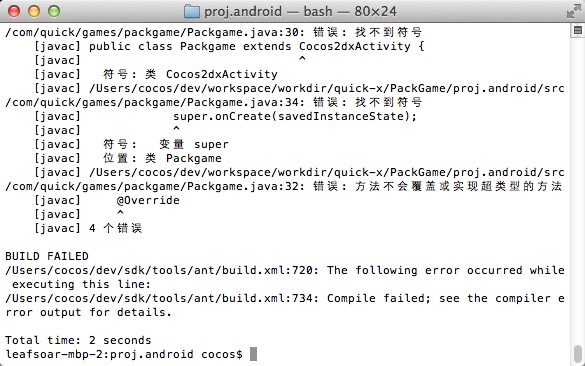 proj.android — bash — 80×24
/com/quick/games/packgame/Packgame.java:30: 错误: 找不到符号
    [javac] public class Packgame extends Cocos2dxActivity {
    [javac]                               ^
    [javac]   符号: 类 Cocos2dxActivity
    [javac] /Users/cocos/dev/workspace/workdir/quick-x/PackGame/proj.android/src
/com/quick/games/packgame/Packgame.java:34: 错误: 找不到符号
    [javac]             super.onCreate(savedInstanceState);
    [javac]             ^
    [javac]   符号:   变量 super
    [javac]   位置: 类 Packgame
    [javac] /Users/cocos/dev/workspace/workdir/quick-x/PackGame/proj.android/src
/com/quick/games/packgame/Packgame.java:32: 错误: 方法不会覆盖或实现超类型的方法
    [javac]     @Override
    [javac]     ^
    [javac] 4 个错误
BUILD FAILED
/Users/cocos/dev/sdk/tools/ant/build.xml:720: The following error occurred while
 executing this line:
/Users/cocos/dev/sdk/tools/ant/build.xml:734: Compile failed; see the compiler e
rror output for details.
Total time: 2 seconds
leafsoar-mbp-2:proj.android cocos$